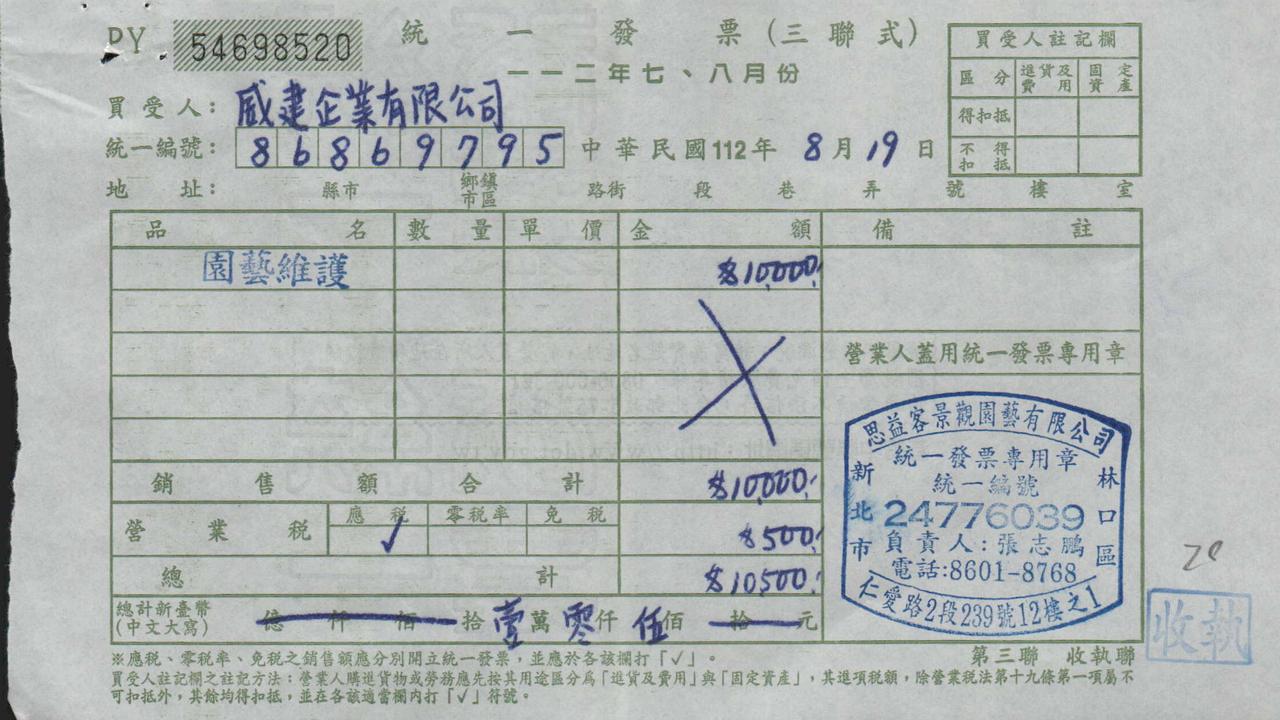 PY 54698520 統一發票(三聯式)
一一二年七、八月份
買受人註記欄
區分 進貨及費用 固定資產
得扣抵
不得扣抵
買受人: 威建企業有限公司
統一編號: 86869795 中華民國112年 8月 19日
地址: 縣市 鄉鎮市區 路街 段 巷 弄 號 樓 室
品名 數量 單價 金額 備註
園藝維護 $10,000.
營業人蓋用統一發票專用章
銷售額合計 $10,000.
營業稅 應稅 ✓ 零稅率 免稅 $500.
總計 $10,500.
總計新臺幣(中文大寫) 億 仟 佰 拾 壹萬 零仟 伍佰 拾 元
思益客景觀園藝有限公司
統一發票專用章
統一編號
24776039
負責人:張志鵬
電話:8601-8768
新北市
林口區
仁愛路2段239號12樓之1
收執
※應稅、零稅率、免稅之銷售額應分別開立統一發票,並應於各該欄打「✓」。
第三聯 收執聯
買受人註記欄之註記方法:營業人購進貨物或勞務應先按其用途區分為「進貨及費用」與「固定資產」,其進項稅額,除營業稅法第十九條第一項屬不
可扣抵外,其餘均得扣抵,並在各該適當欄內打「✓」符號。